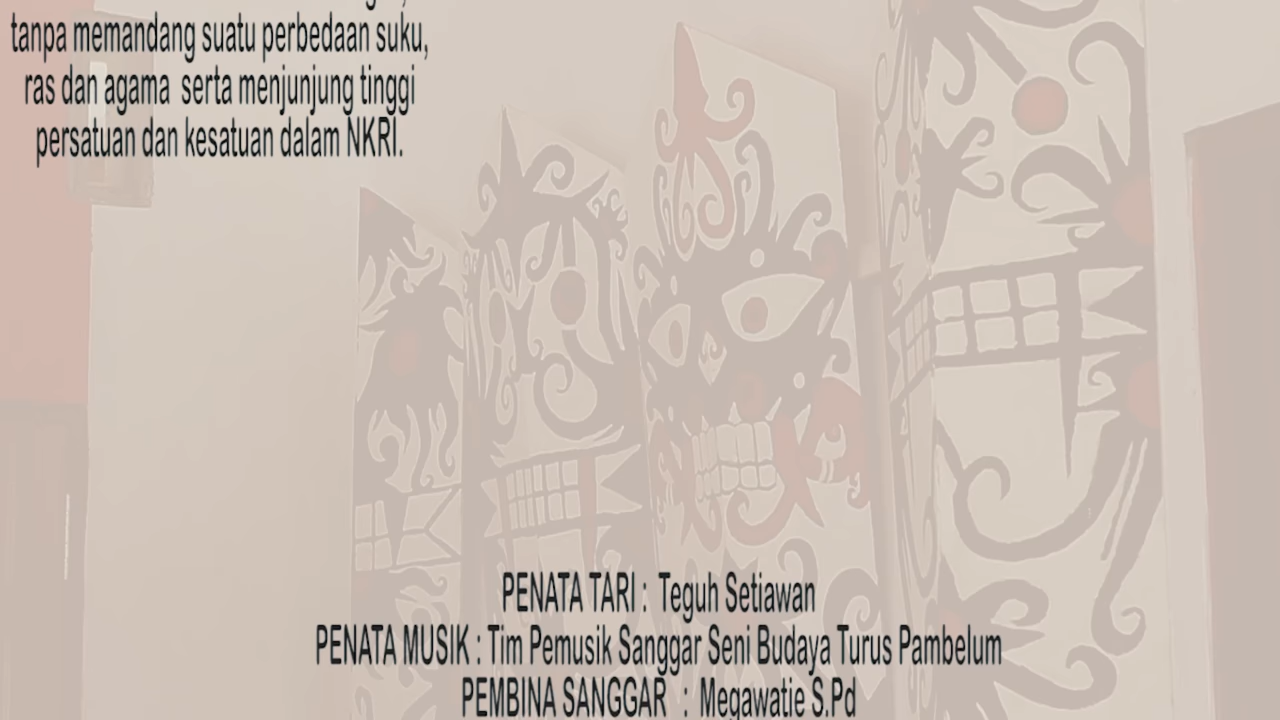 tanpa memandang suatu perbedaan suku,
ras dan agama serta menjunjung tinggi
persatuan dan kesatuan dalam NKRI.
PENATA TARI : Teguh Setiawan
PENATA MUSIK : Tim Pemusik Sanggar Seni Budaya Turus Pambelum
PEMBINA SANGGAR : Megawatie S.Pd